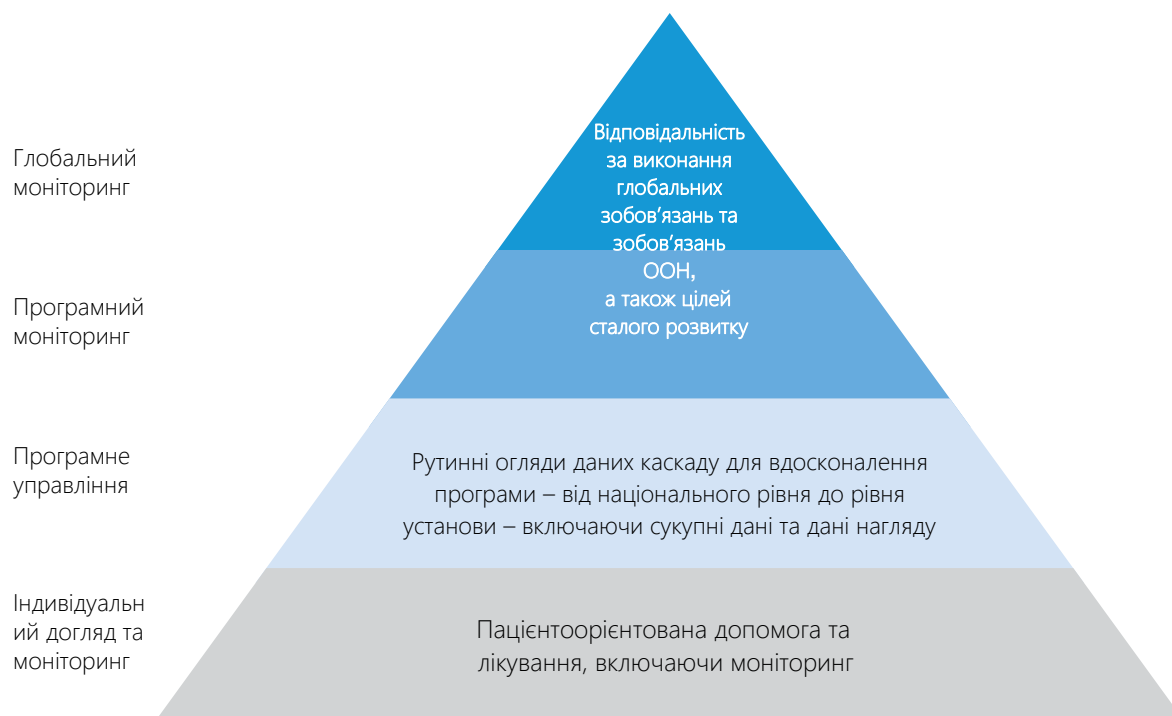 Глобальний
моніторинг
Відповідальність
за виконання
глобальних
зобов’язань та
зобов’язань
ООН,
а також цілей
сталого розвитку
Програмний
моніторинг
Програмне
управління
Рутинні огляди даних каскаду для вдосконалення
програми – від національного рівня до рівня
установи – включаючи сукупні дані та дані нагляду
Індивідуальн
ий догляд та
моніторинг
Пацієнтоорієнтована допомога та
лікування, включаючи моніторинг